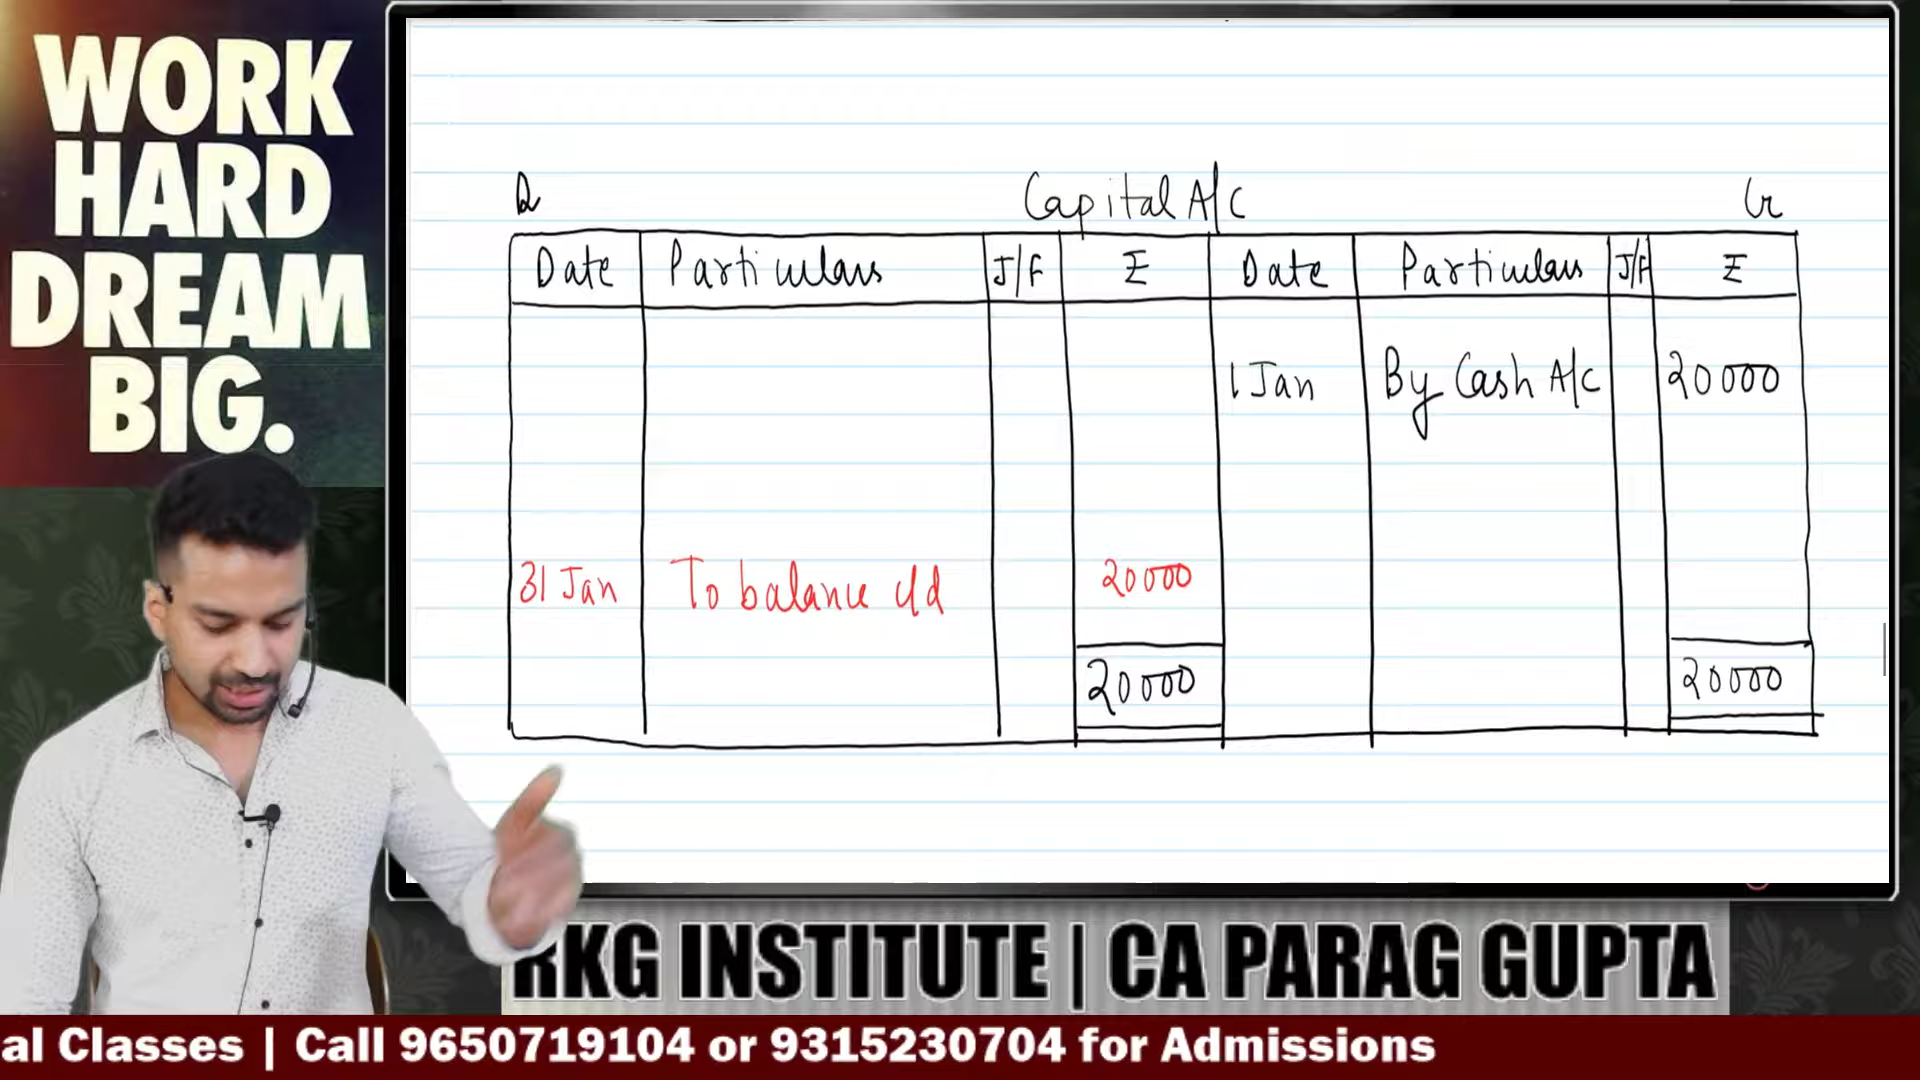 WORK
HARD
DREAM
BIG.
Dr Capital A/C Cr
Date Particulars J/F ₹ Date Particulars J/F ₹
1 Jan By Cash A/C 20000
31 Jan To balance c/d 20000
20000 20000
RKG INSTITUTE | CA PARAG GUPTA
al Classes | Call 9650719104 or 9315230704 for Admissions